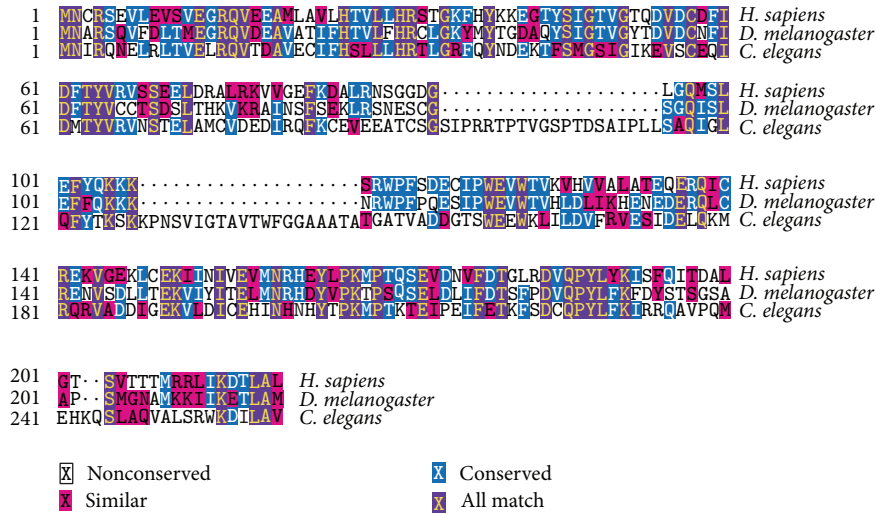 1 MNCRSEVLEVSVEGRQVEEAMLAVLHTVLLHRSTGKFHYKKEGTYSIGTVGTQDVDCDFI H. sapiens
1 MNARSQVFDLTMEGRQVDEAVATIFHTVLFHRCLGKYMYTGDAQYSIGTVGYTDVDCNFI D. melanogaster
1 MNIRQNELRLTVELRQVTDAVECIFHSLLLHRTLGRFQYNDEKTFSMGSIGIKEVSCEQI C. elegans
61 DFTYVRVSSEELDRALRKVVGEFKDALRNSGGDG....................LGQMSL H. sapiens
61 DFTYVCCTSDSLTHKVKRAINSFSEKLRSNESCG....................SGQISL D. melanogaster
61 DMTYVRVNSTELAMCVDEDIRQFKCEVEEATCSGSIPRRTPTVGSPTDSAIPLLSAQIGL C. elegans
101 EFYQKKK....................SRWPFSDECIPWEVWTVKVHVVALATEQERQIC H. sapiens
101 EFFQKKK....................NRWPFPQESIPWEVWTVHLDLIKHENEDERQLC D. melanogaster
121 QFYTKSKKPNSVIGTAVTWFGGAAATATGATVADDGTSWEEWKLILDVFRVESIDELQKM C. elegans
141 REKVGEKLCEKIINIVEVMNRHEYLPKMPTQSEVDNVFDTGLRDVQPYLYKISFQITDAL H. sapiens
141 RENVSDLLTEKVIYITELMNRHDYVPKTPSQSELDLIFDTSFPDVQPYLFKFDYSTSGSA D. melanogaster
181 RQRVADDIGEKVLDICEHINHNHYTPKMPTKTEIPEIFETKFSDCQPYLFKIRRQAVPQM C. elegans
201 GT..SVTTTMRRLIKDTLAL H. sapiens
201 AP..SMGNAMKKIIKETLAM D. melanogaster
241 EHKQSLAQVALSRWKDILAV C. elegans
X Nonconserved
X Conserved
X Similar
X All match